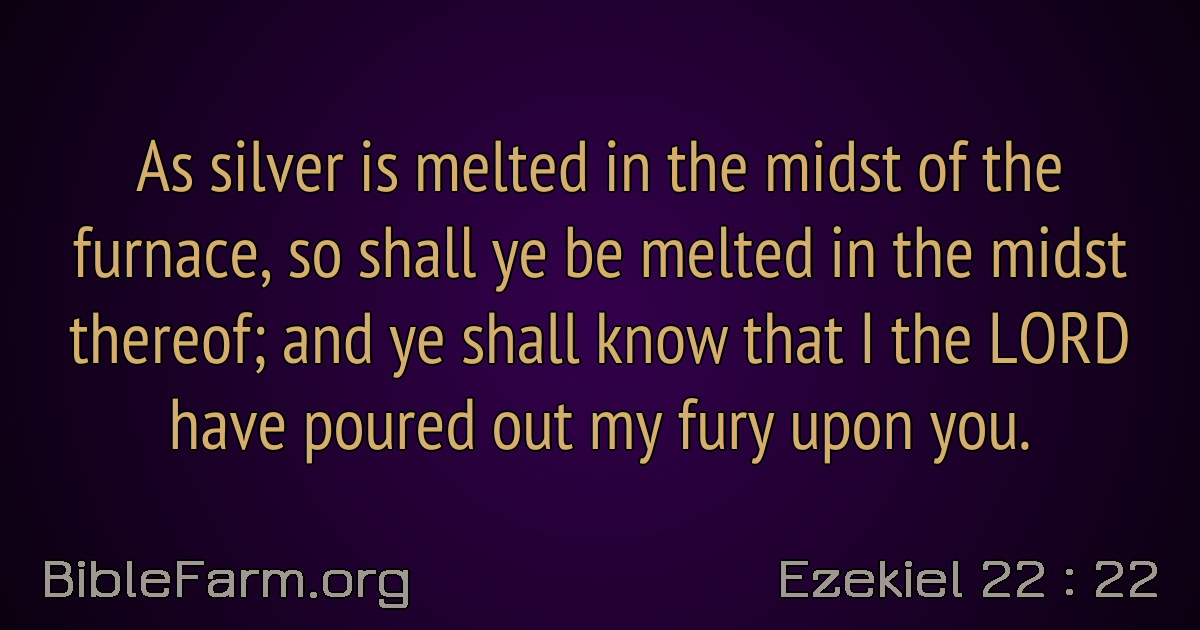 As silver is melted in the midst of the
furnace, so shall ye be melted in the midst
thereof; and ye shall know that I the LORD
have poured out my fury upon you.
BibleFarm.org
Ezekiel 22 : 22